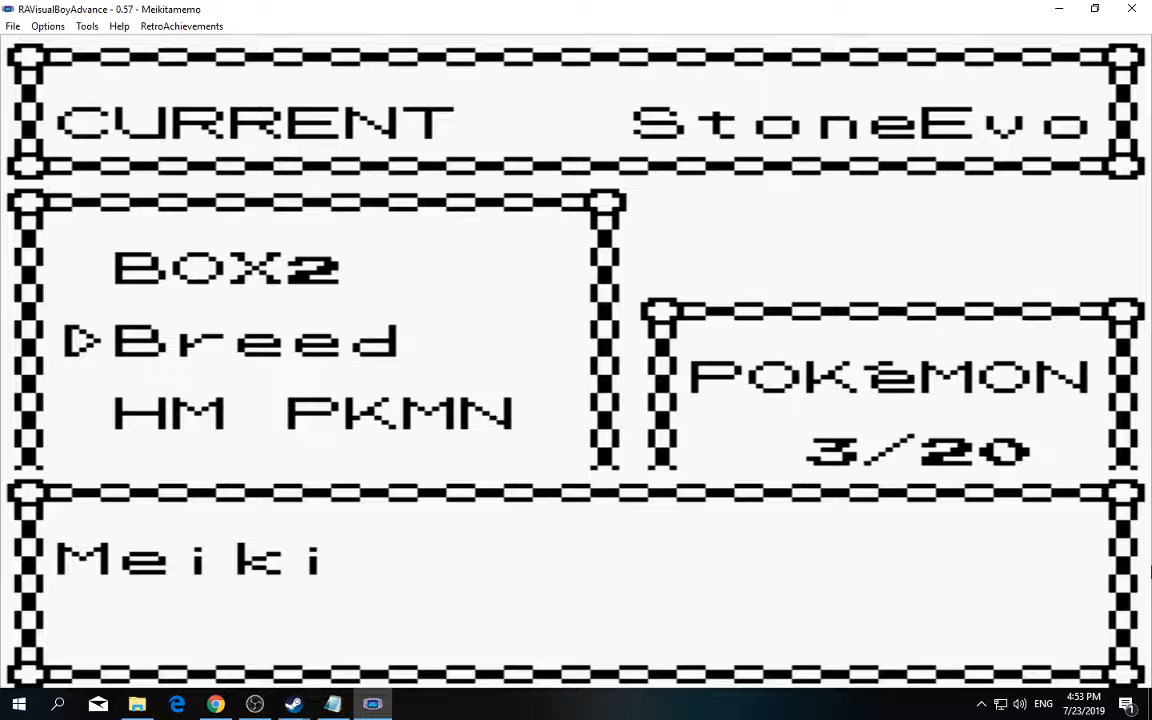 RAVisualBoyAdvance - 0.57 - Meikitamemo
File Options Tools Help RetroAchievements
CURRENT StoneEvo
BOX2
Breed
HM PKMN
POKéMON
3/20
Meiki
ENG
4:53 PM
7/23/2019
1